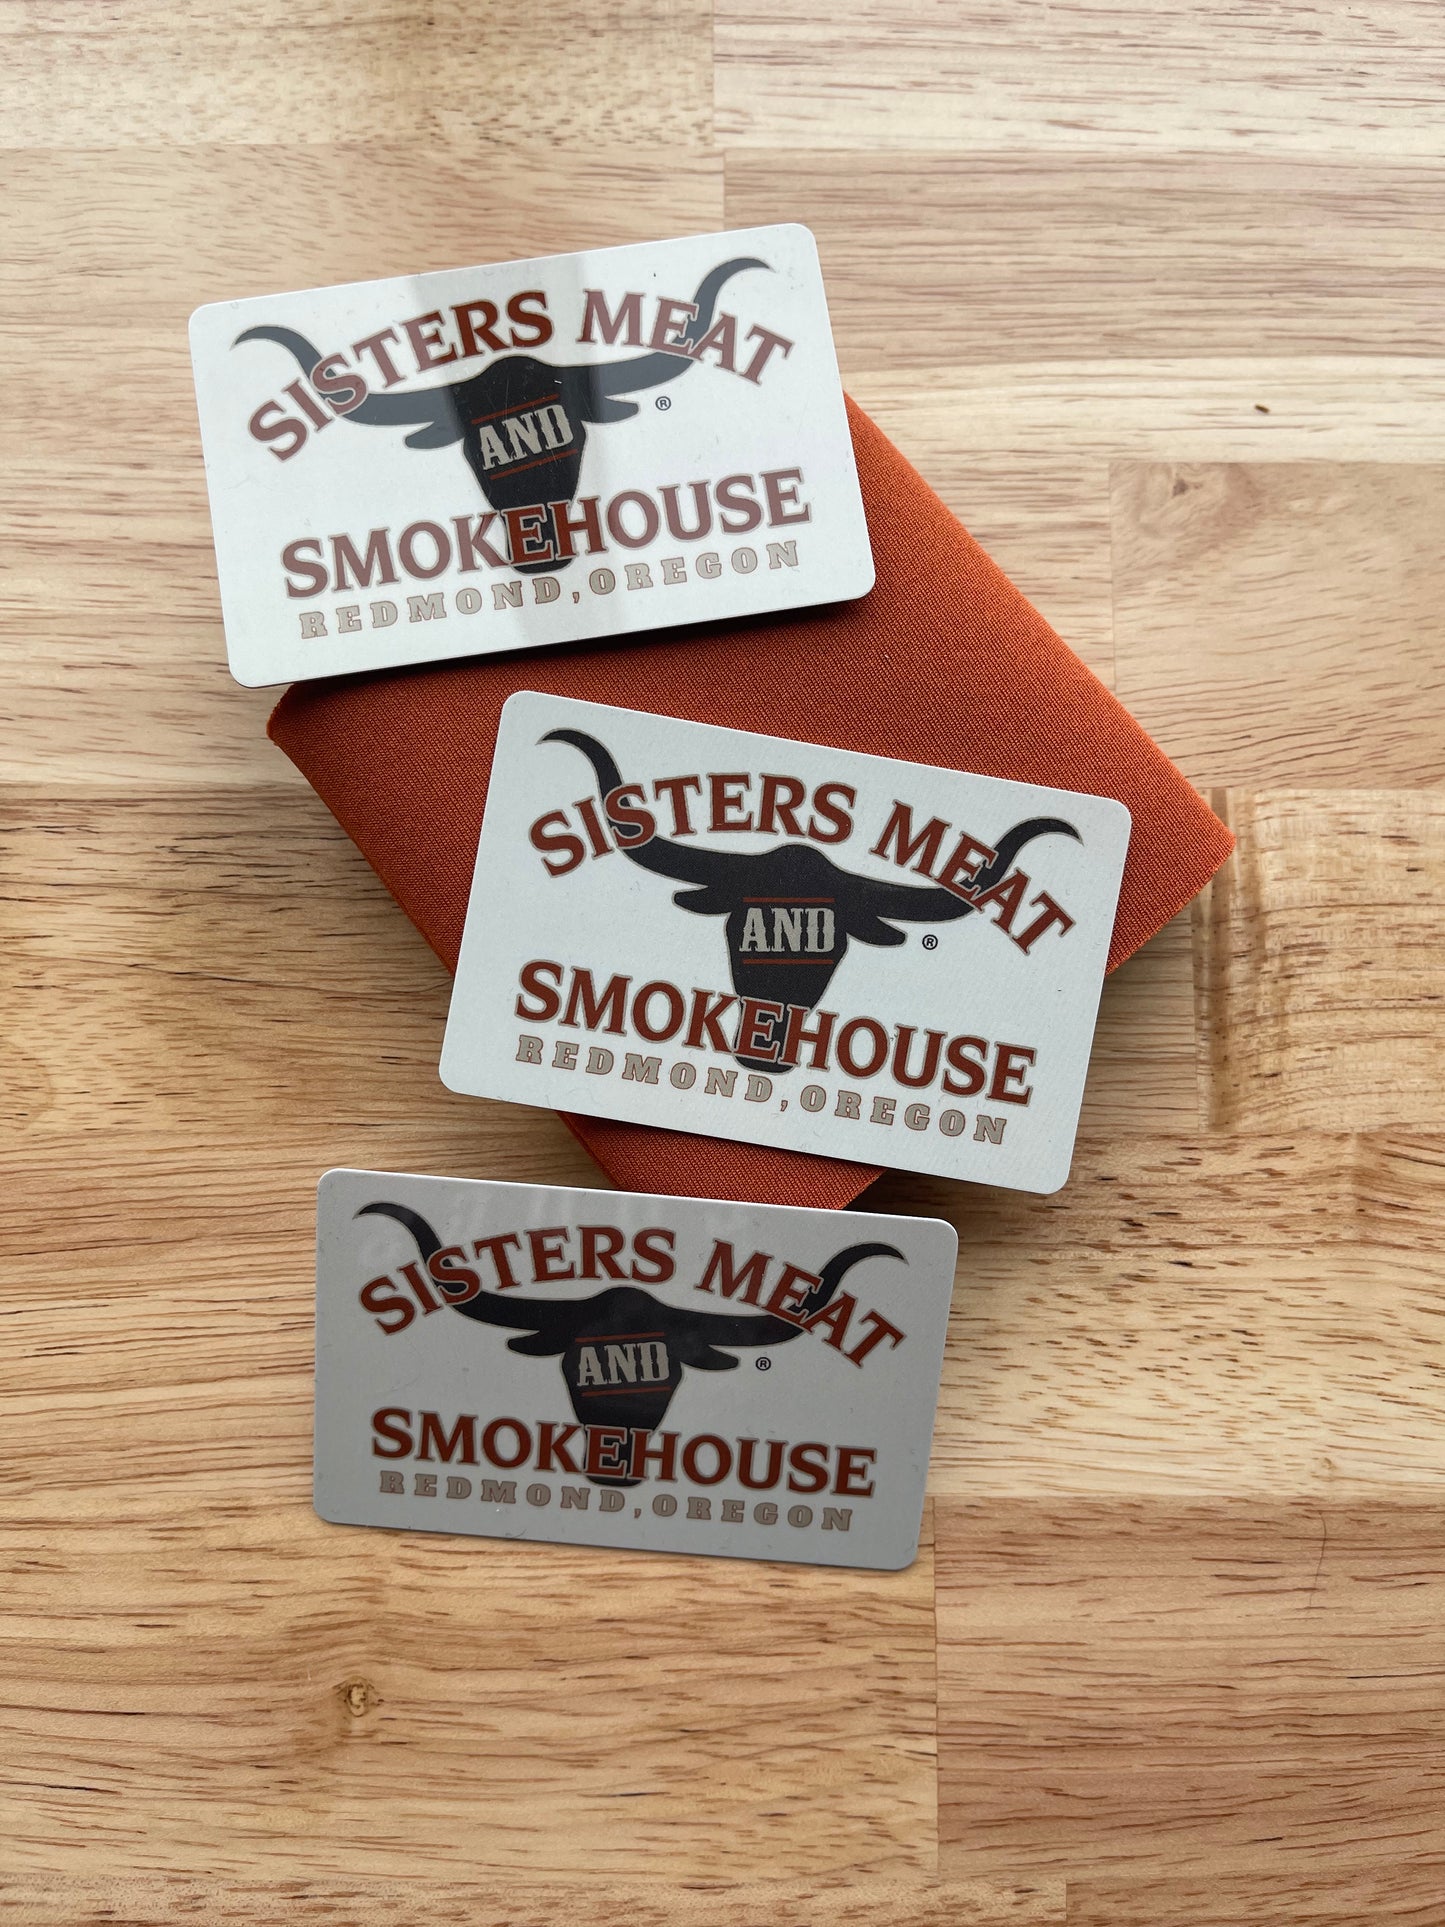 SISTERS MEAT
AND
®
SMOKEHOUSE
REDMOND, OREGON
SISTERS MEAT
AND
®
SMOKEHOUSE
REDMOND, OREGON
SISTERS MEAT
AND
®
SMOKEHOUSE
REDMOND, OREGON